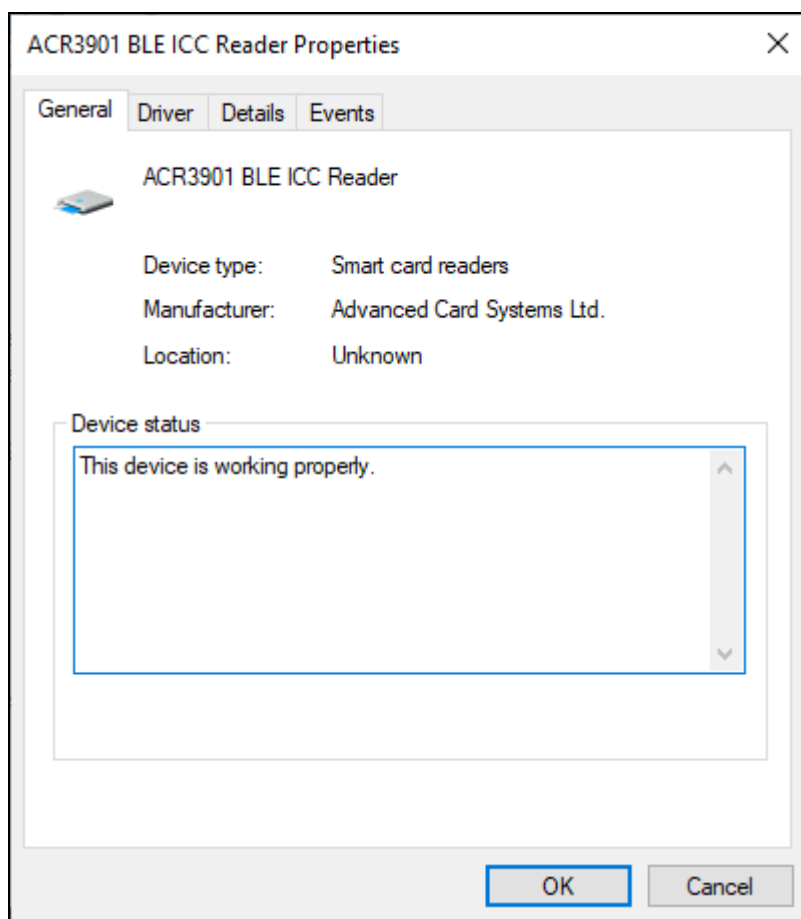 ACR3901 BLE ICC Reader Properties
General Driver Details Events
ACR3901 BLE ICC Reader
Device type: Smart card readers
Manufacturer: Advanced Card Systems Ltd.
Location: Unknown
Device status
This device is working properly.
OK Cancel